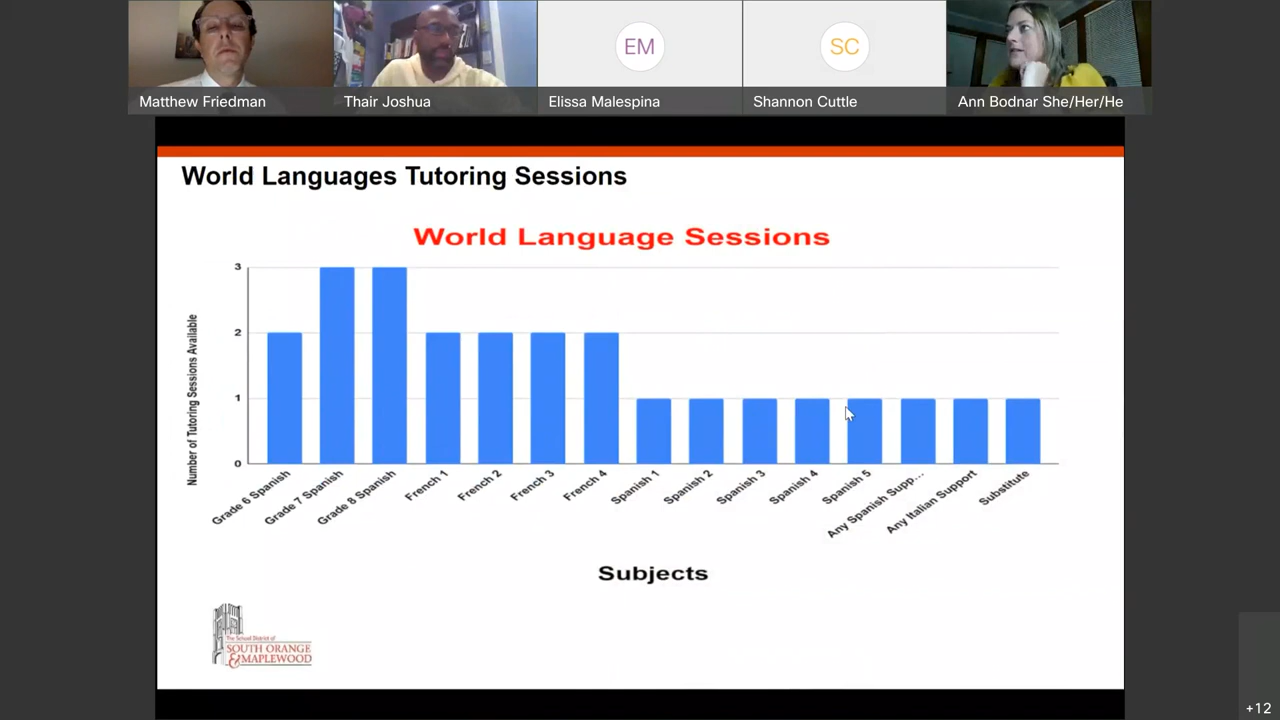 EM
SC
Matthew Friedman
Thair Joshua
Elissa Malespina
Shannon Cuttle
Ann Bodnar She/Her/He
World Languages Tutoring Sessions
World Language Sessions
Number of Tutoring Sessions Available
3
2
1
0
Grade 6 Spanish
Grade 7 Spanish
Grade 8 Spanish
French 1
French 2
French 3
French 4
Spanish 1
Spanish 2
Spanish 3
Spanish 4
Spanish 5
Any Spanish Supp...
Any Italian Support
Substitute
Subjects
The School District of
SOUTH ORANGE
&MAPLEWOOD
+12